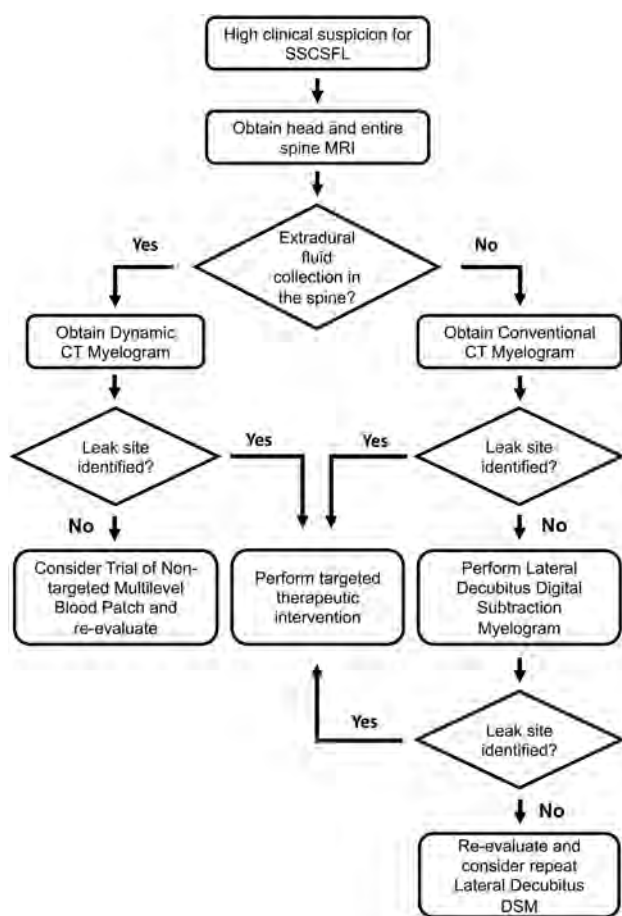 High clinical suspicion for
SSCSFL
Obtain head and entire
spine MRI
Extradural
fluid
collection in
the spine?
Yes
No
Obtain Dynamic
CT Myelogram
Obtain Conventional
CT Myelogram
Leak site
identified?
Yes
Yes
Leak site
identified?
No
No
Consider Trial of Non-
targeted Multilevel
Blood Patch and
re-evaluate
Perform targeted
therapeutic
intervention
Perform Lateral
Decubitus Digital
Subtraction
Myelogram
Yes
Leak site
identified?
No
Re-evaluate and
consider repeat
Lateral Decubitus
DSM